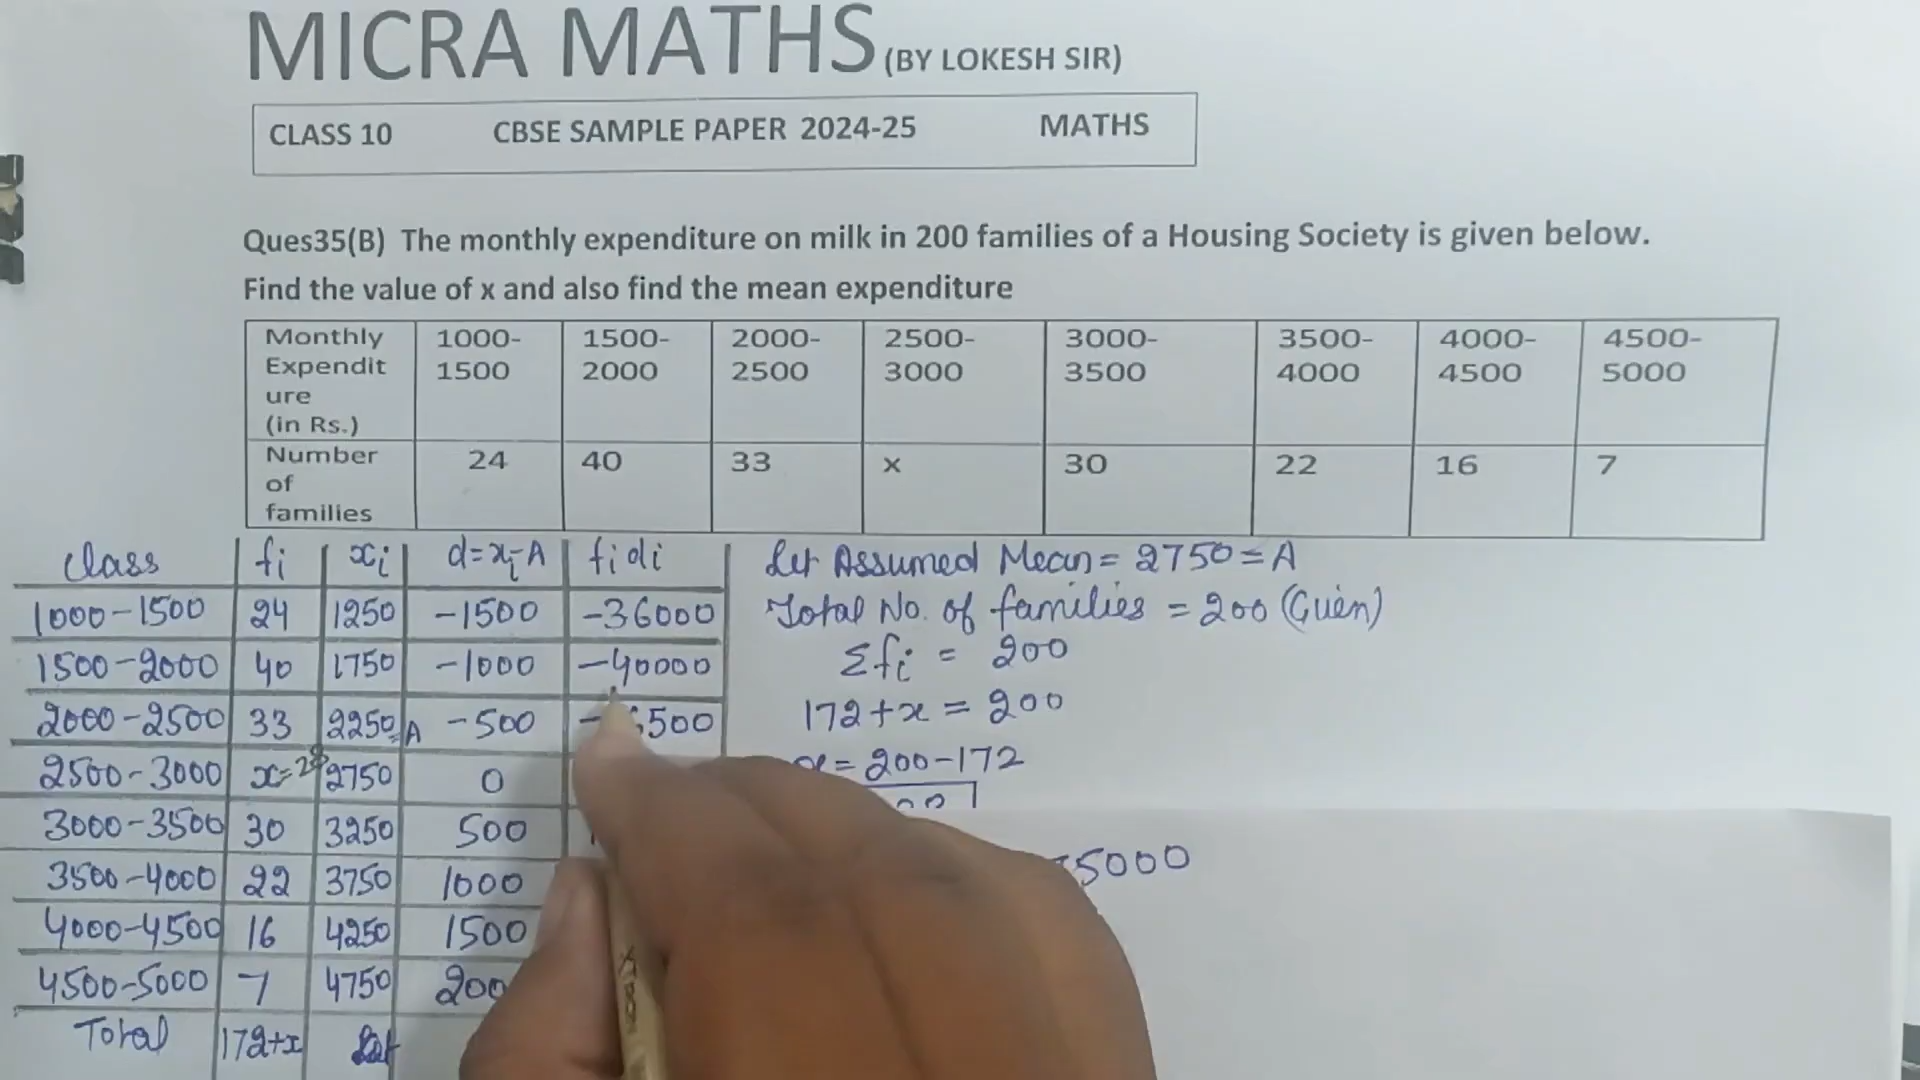 MICRA MATHS (BY LOKESH SIR)
CLASS 10 CBSE SAMPLE PAPER 2024-25 MATHS
Ques35(B) The monthly expenditure on milk in 200 families of a Housing Society is given below.
Find the value of x and also find the mean expenditure
Monthly Expendit ure (in Rs.) 1000-1500 1500-2000 2000-2500 2500-3000 3000-3500 3500-4000 4000-4500 4500-5000
Number of families 24 40 33 x 30 22 16 7
Class fi xi d=xi-A fidi
1000-1500 24 1250 -1500 -36000
1500-2000 40 1750 -1000 -40000
2000-2500 33 2250 =A -500 500
2500-3000 x=28 2750 0
3000-3500 30 3250 500
3500-4000 22 3750 1000
4000-4500 16 4250 1500
4500-5000 7 4750 200
Total 172+x
Let Assumed Mean = 2750 = A
Total No. of families = 200 (Guien)
Σfi = 200
172+x = 200
x = 200-172
5000